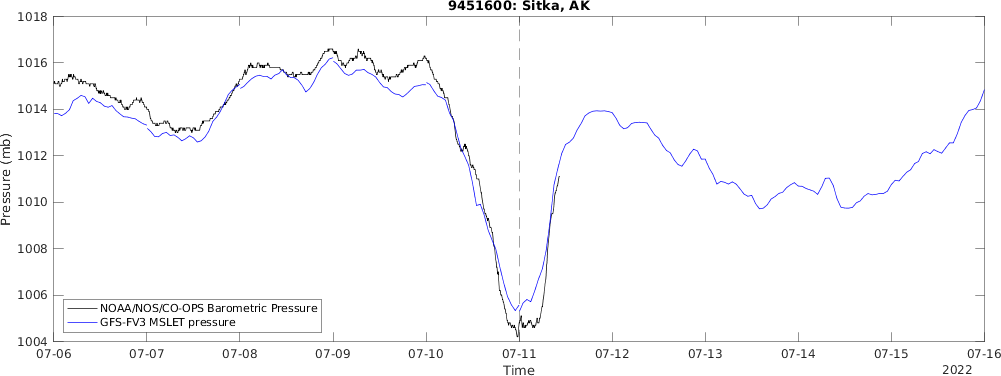 9451600: Sitka, AK
Pressure (mb)
1018
1016
1014
1012
1010
1008
1006
1004
NOAA/NOS/CO-OPS Barometric Pressure
GFS-FV3 MSLET pressure
07-06 07-07 07-08 07-09 07-10 07-11 07-12 07-13 07-14 07-15 07-16
Time
2022